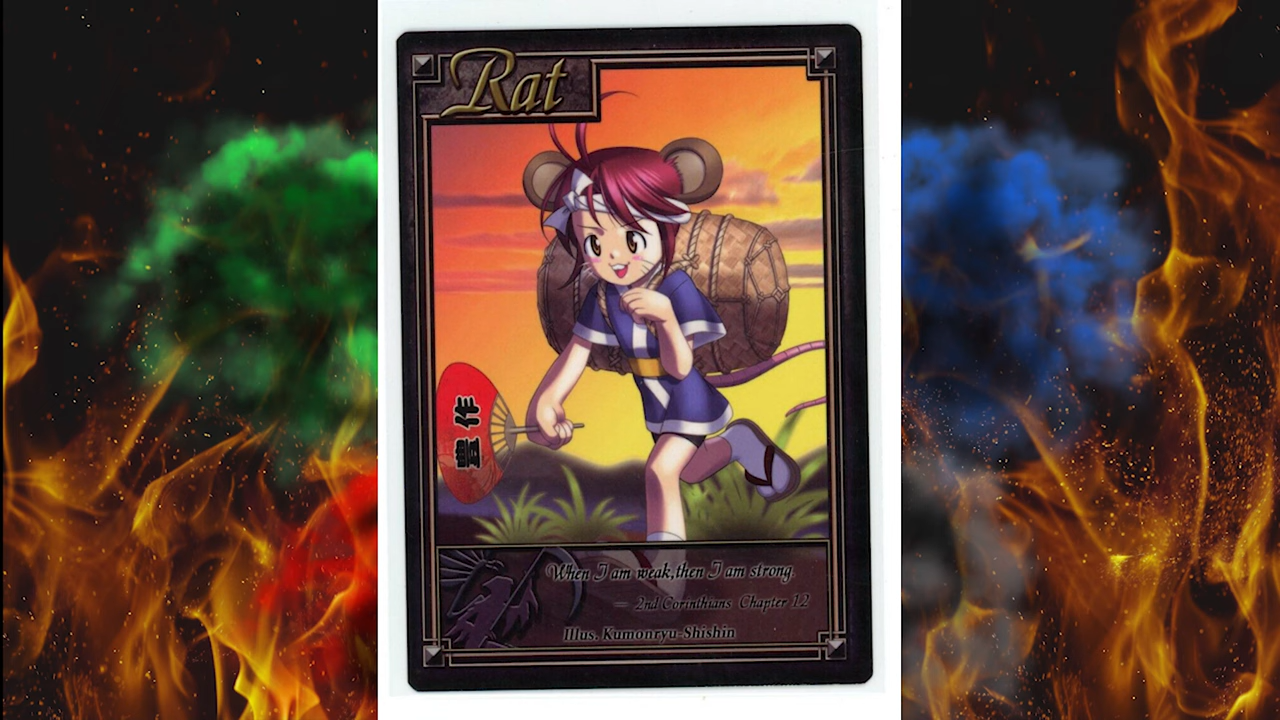 Rat
豊作
When I am weak,then I am strong.
— 2nd Corinthians Chapter 12
Illus. Kumonryu-Shishin